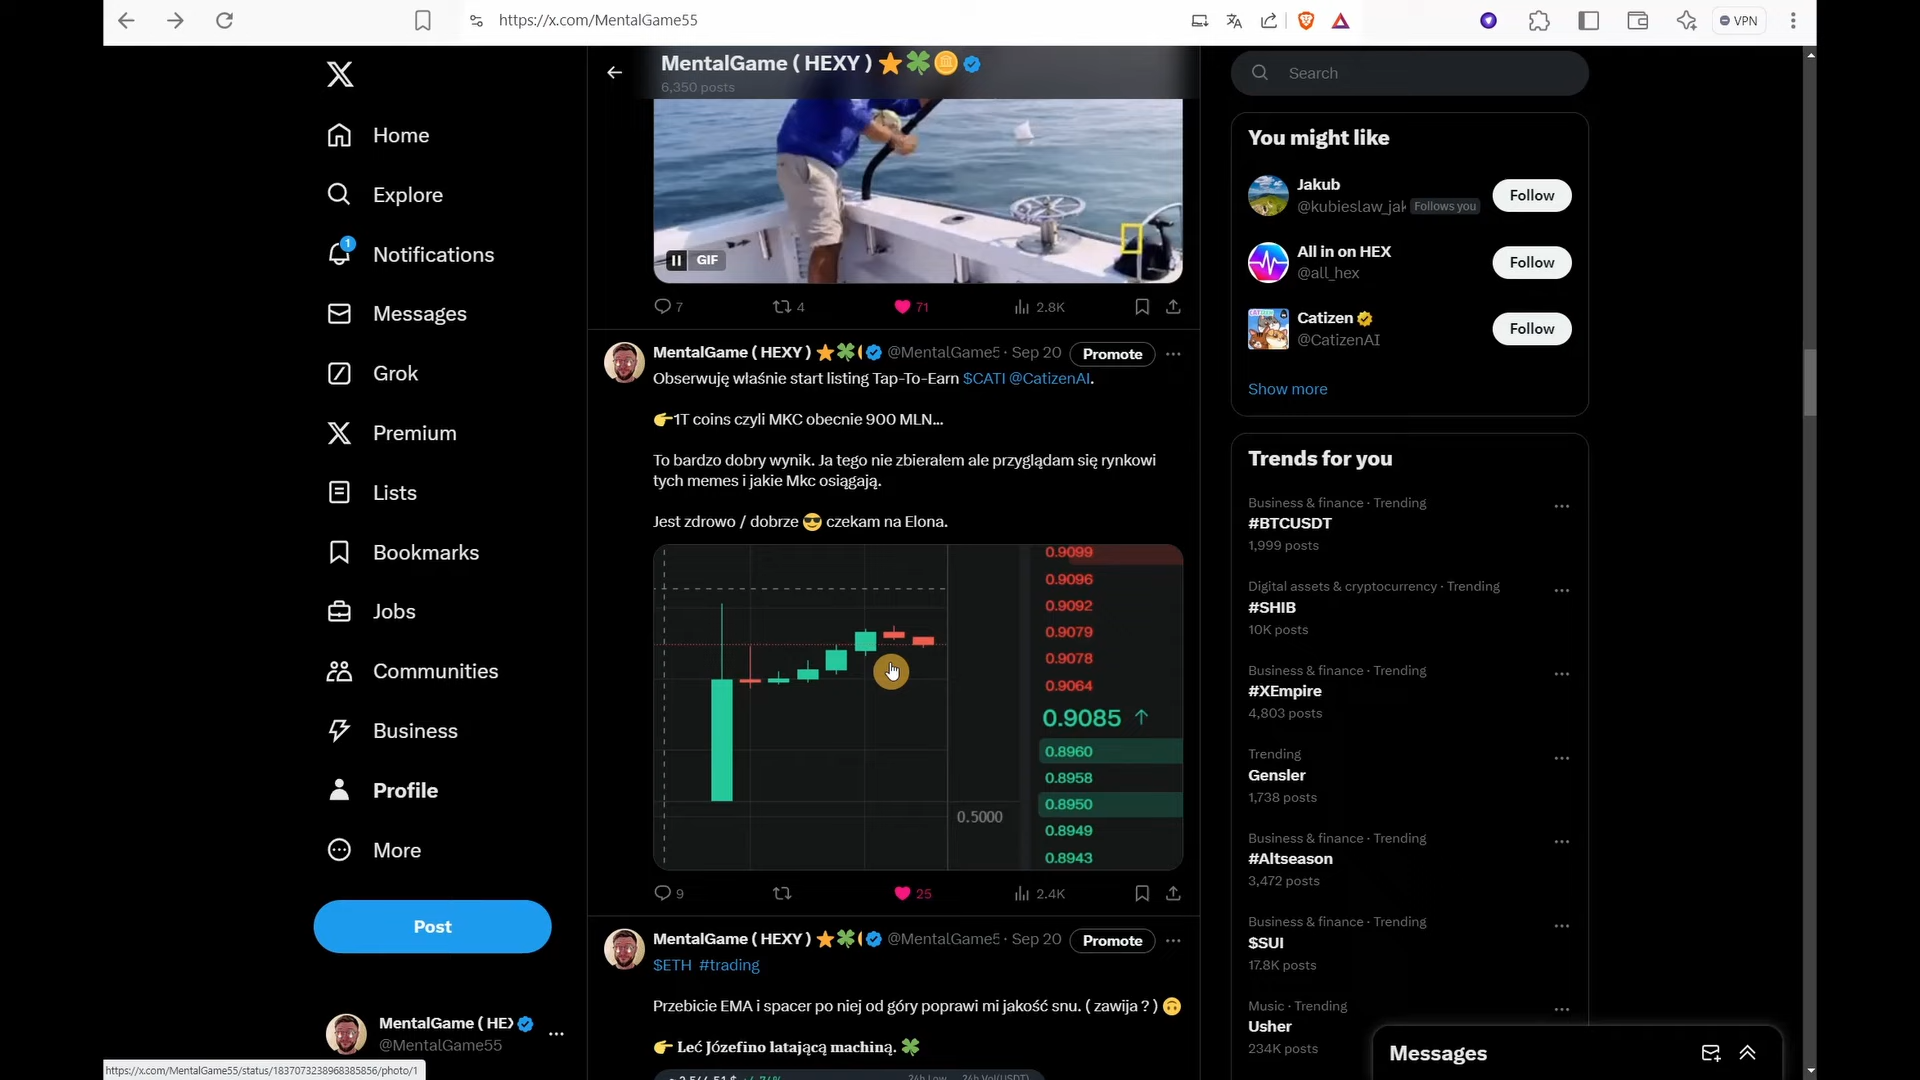 https://x.com/MentalGame55
VPN
Home
Explore
1
Notifications
Messages
Grok
Premium
Lists
Bookmarks
Jobs
Communities
Business
Profile
More
Post
MentalGame ( HEX
@MentalGame55
https://x.com/MentalGame55/status/1837073238968385856/photo/1
MentalGame ( HEXY )
6,350 posts
GIF
7 4 71 2.8K
MentalGame ( HEXY ) @MentalGame5 · Sep 20 Promote
Obserwuję właśnie start listing Tap-To-Earn $CATI @CatizenAI.
1T coins czyli MKC obecnie 900 MLN...
To bardzo dobry wynik. Ja tego nie zbierałem ale przyglądam się rynkowi
tych memes i jakie Mkc osiągają.
Jest zdrowo / dobrze czekam na Elona.
0.9099
0.9096
0.9092
0.9079
0.9078
0.9064
0.9085 ↑
0.8960
0.8958
0.8950
0.8949
0.8943
0.5000
9 25 2.4K
MentalGame ( HEXY ) @MentalGame5 · Sep 20 Promote
$ETH #trading
Przebicie EMA i spacer po niej od góry poprawi mi jakość snu. ( zawija ? )
Leć Józefino latającą machiną.
Search
You might like
Jakub
@kubieslaw_jak Follows you
Follow
All in on HEX
@all_hex
Follow
Catizen
@CatizenAI
Follow
Show more
Trends for you
Business & finance · Trending
#BTCUSDT
1,999 posts
Digital assets & cryptocurrency · Trending
#SHIB
10K posts
Business & finance · Trending
#XEmpire
4,803 posts
Trending
Gensler
1,738 posts
Business & finance · Trending
#Altseason
3,472 posts
Business & finance · Trending
$SUI
17.8K posts
Music · Trending
Usher
234K posts
Messages